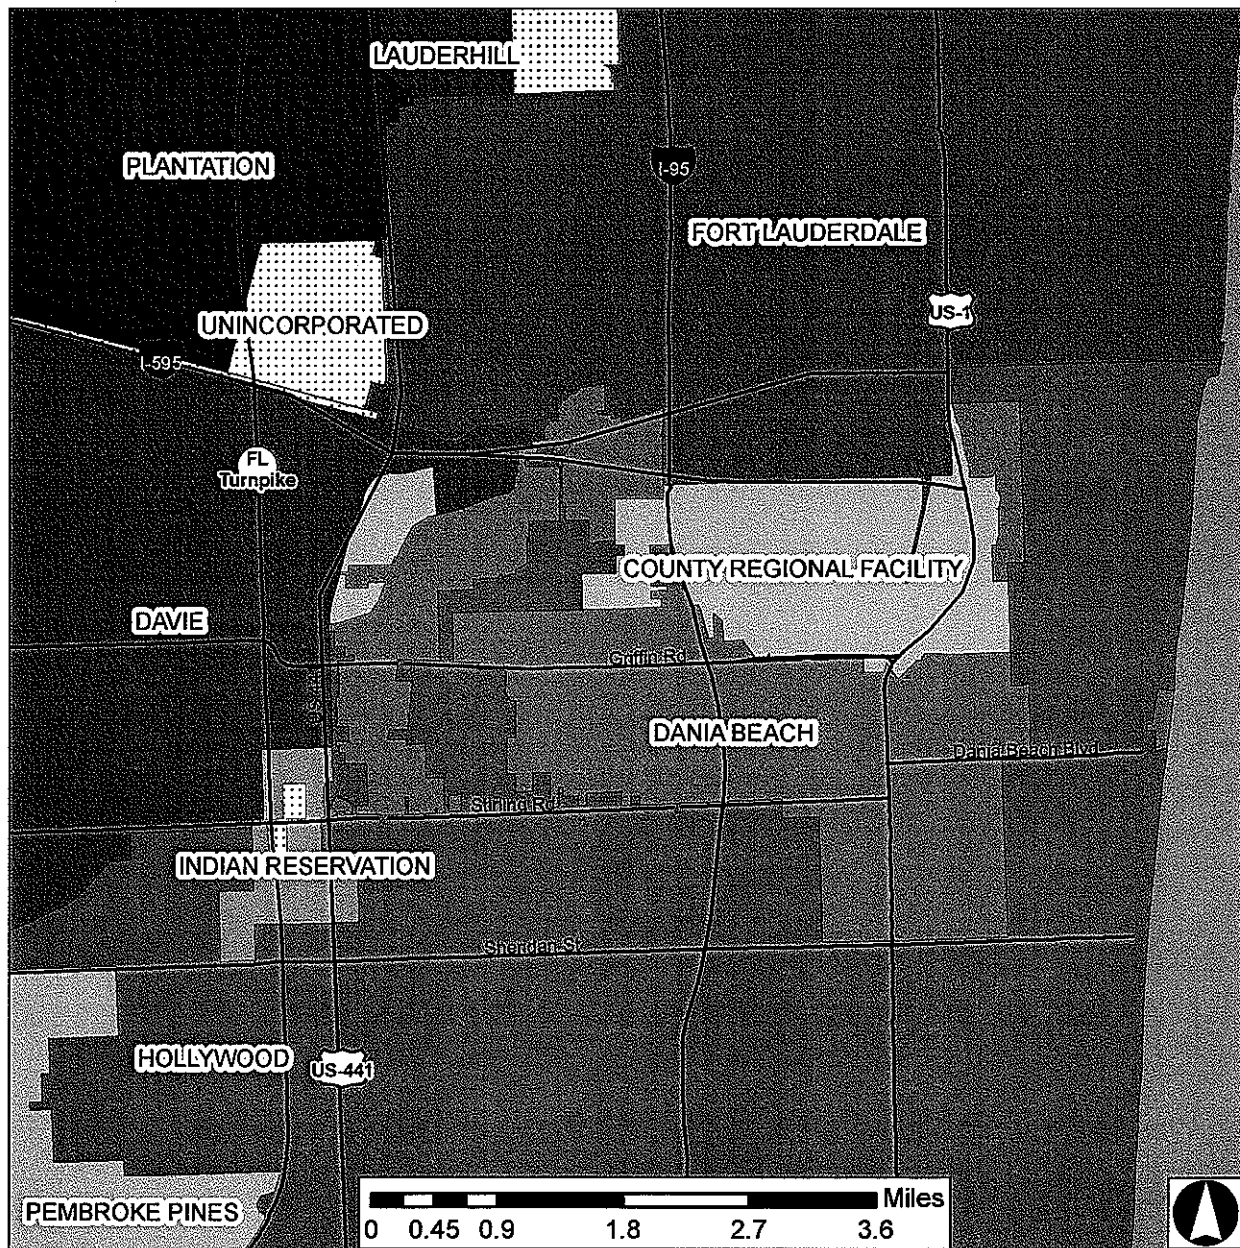 LAUDERHILL
PLANTATION
I-95
FORT LAUDERDALE
US-1
UNINCORPORATED
I-595
FL
Turnpike
COUNTY REGIONAL FACILITY
DAVIE
Griffin Rd
DANIA BEACH
Dania Beach Blvd
Stirling Rd
INDIAN RESERVATION
Sheridan St
HOLLYWOOD
US-441
PEMBROKE PINES
Miles
0 0.45 0.9 1.8 2.7 3.6